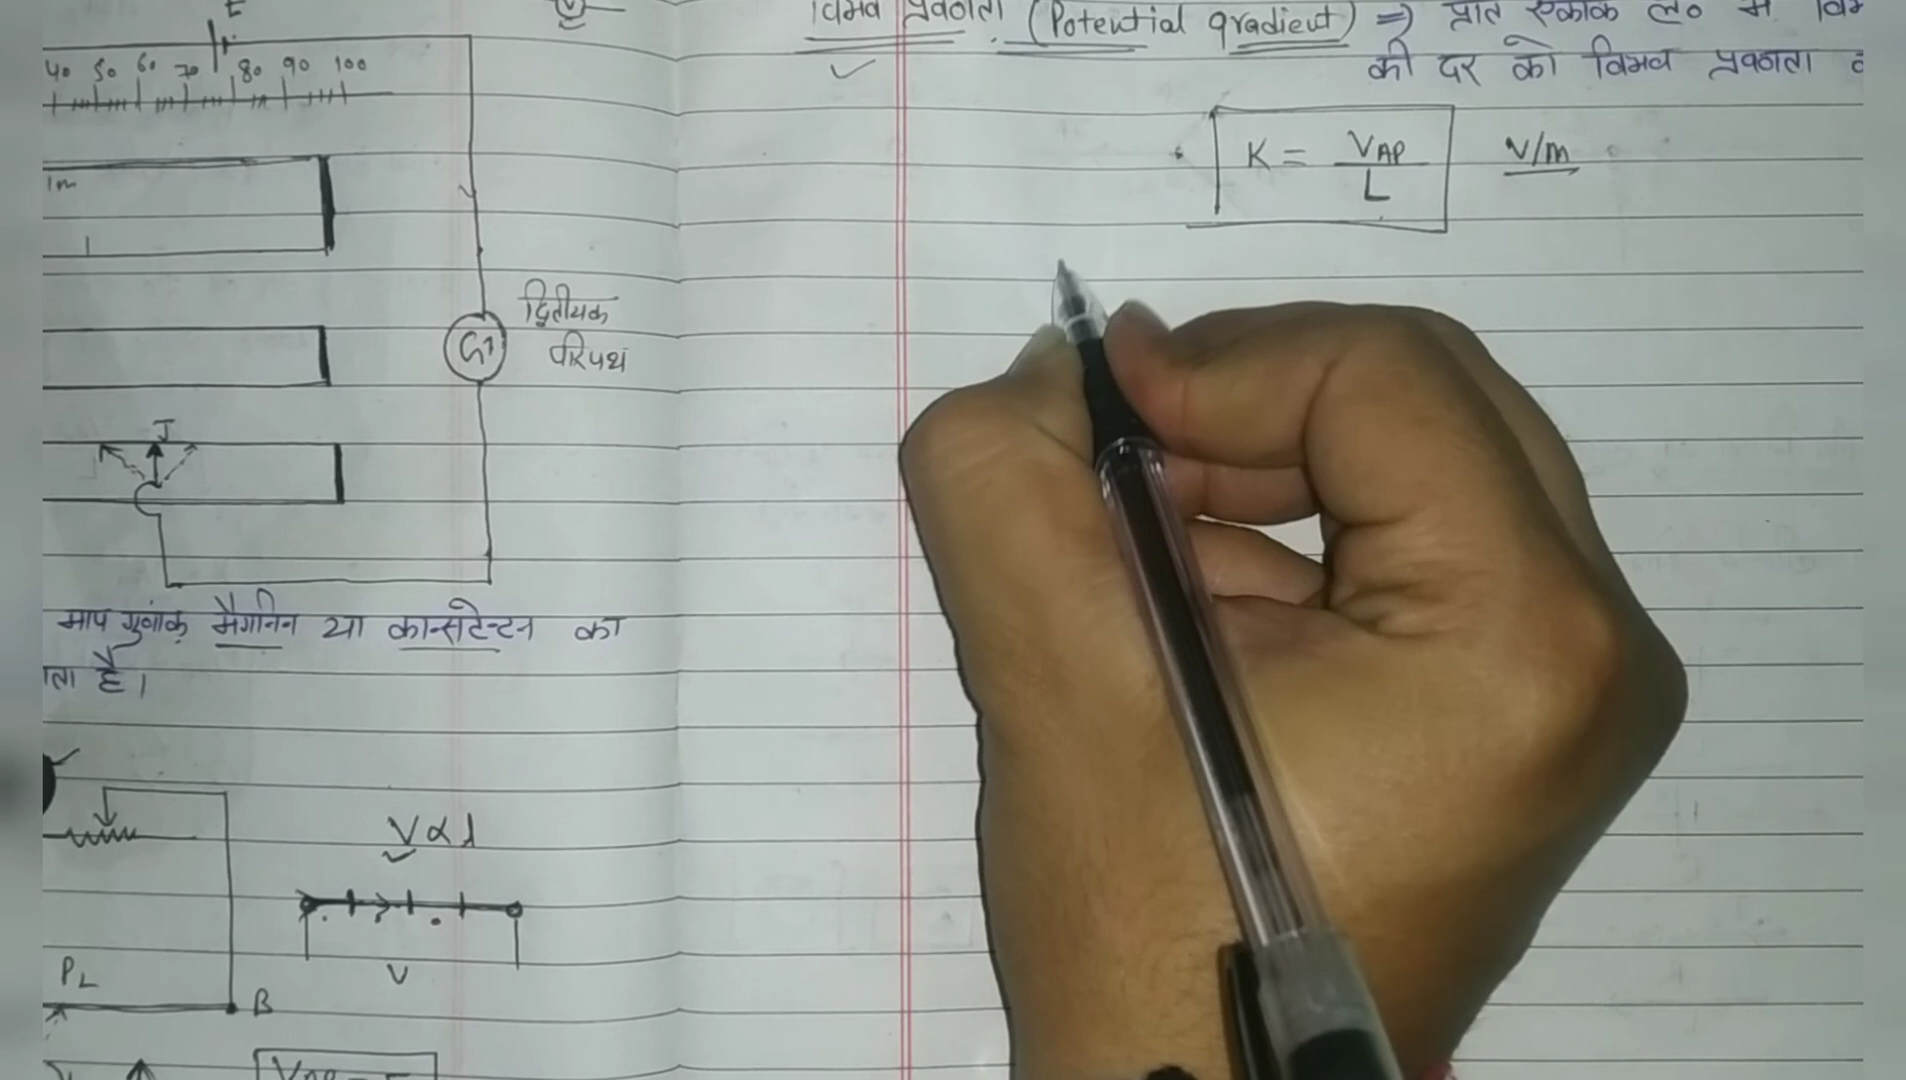 E
40 50 60 70 80 90 100
1m
G
द्वितीयक
परिपथ
J
माप गुणांक मैगनिन या कान्सटेन्टन का
है।
V ∝ l
V
PL
B
विभव प्रवणता (Potential gradient) ⇒ प्रति एकांक ल० में
की दर को विभव प्रवणता
K = VAP / L V/m